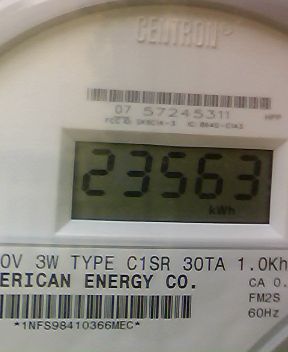 CENTRON®
07 57245311
HPP
23563
kWh
0V 3W TYPE C1SR 30TA 1.0Kh
ERICAN ENERGY CO.
CA 0.
FM2S
60Hz
*1NFS98410366MEC*